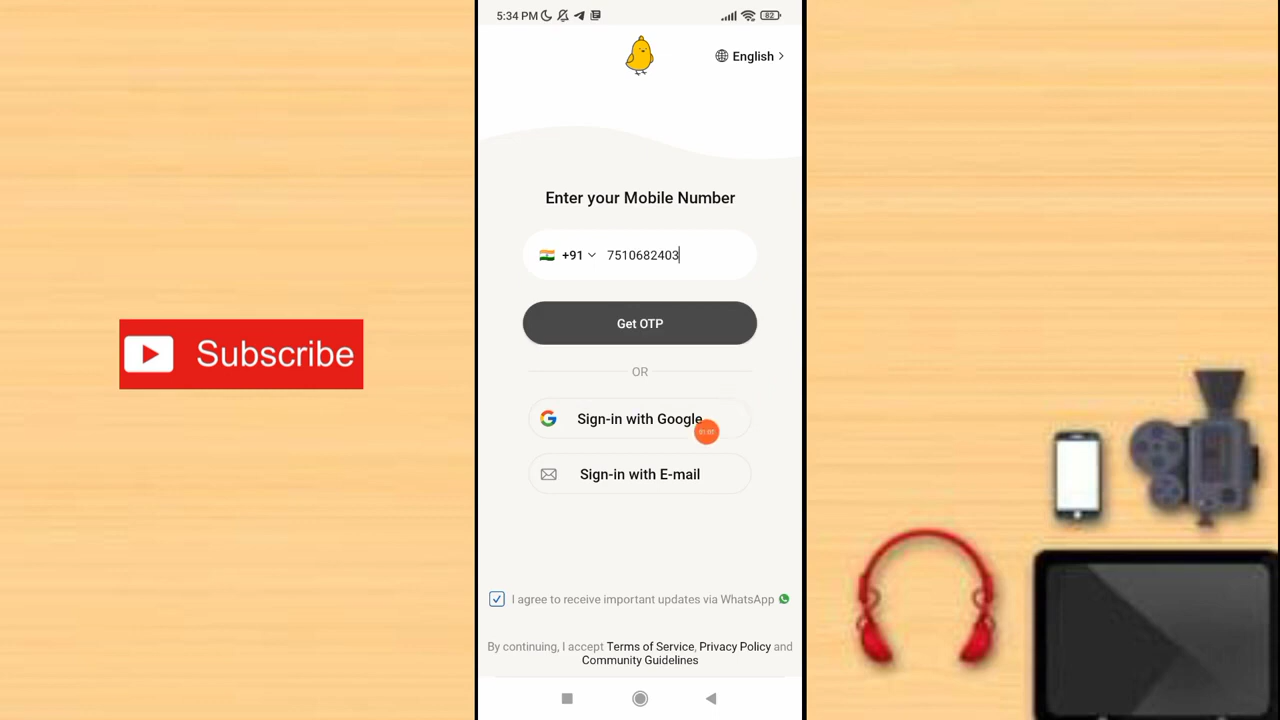 5:34 PM
82
English
Enter your Mobile Number
+91 7510682403
Get OTP
OR
Sign-in with Google
Sign-in with E-mail
Subscribe
I agree to receive important updates via WhatsApp
By continuing, I accept Terms of Service, Privacy Policy and
Community Guidelines